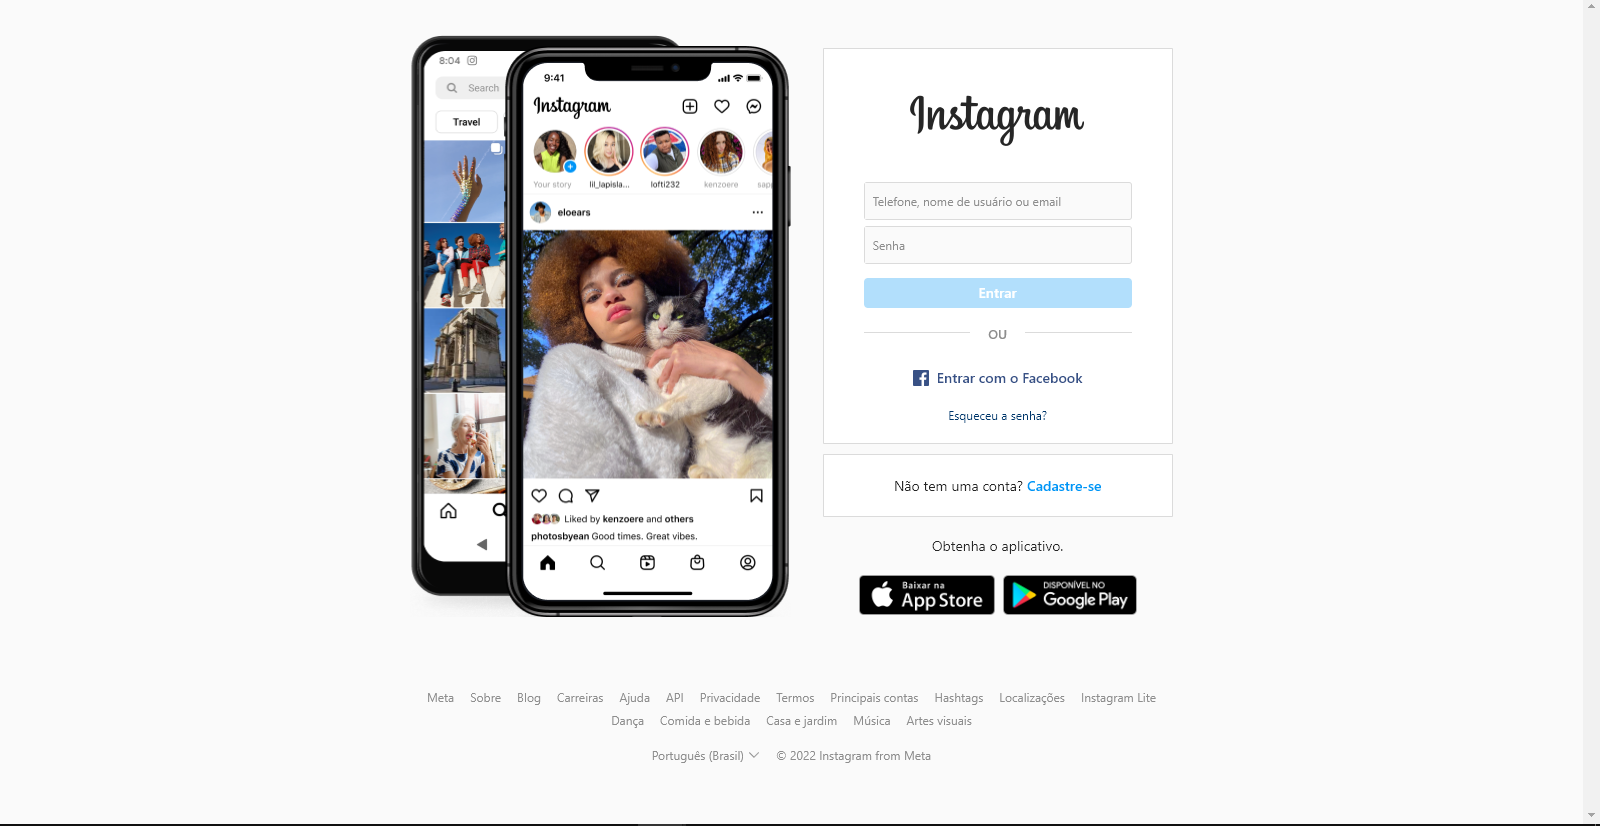 8:04
Search
Travel
9:41
Instagram
Your story lil_lapisla... lofti232 kenzoere sap
eloears
Liked by kenzoere and others
photosbyean Good times. Great vibes.
Instagram
Telefone, nome de usuário ou email
Senha
Entrar
OU
Entrar com o Facebook
Esqueceu a senha?
Não tem uma conta? Cadastre-se
Obtenha o aplicativo.
Baixar na
App Store
DISPONÍVEL NO
Google Play
Meta Sobre Blog Carreiras Ajuda API Privacidade Termos Principais contas Hashtags Localizações Instagram Lite
Dança Comida e bebida Casa e jardim Música Artes visuais
Português (Brasil) © 2022 Instagram from Meta